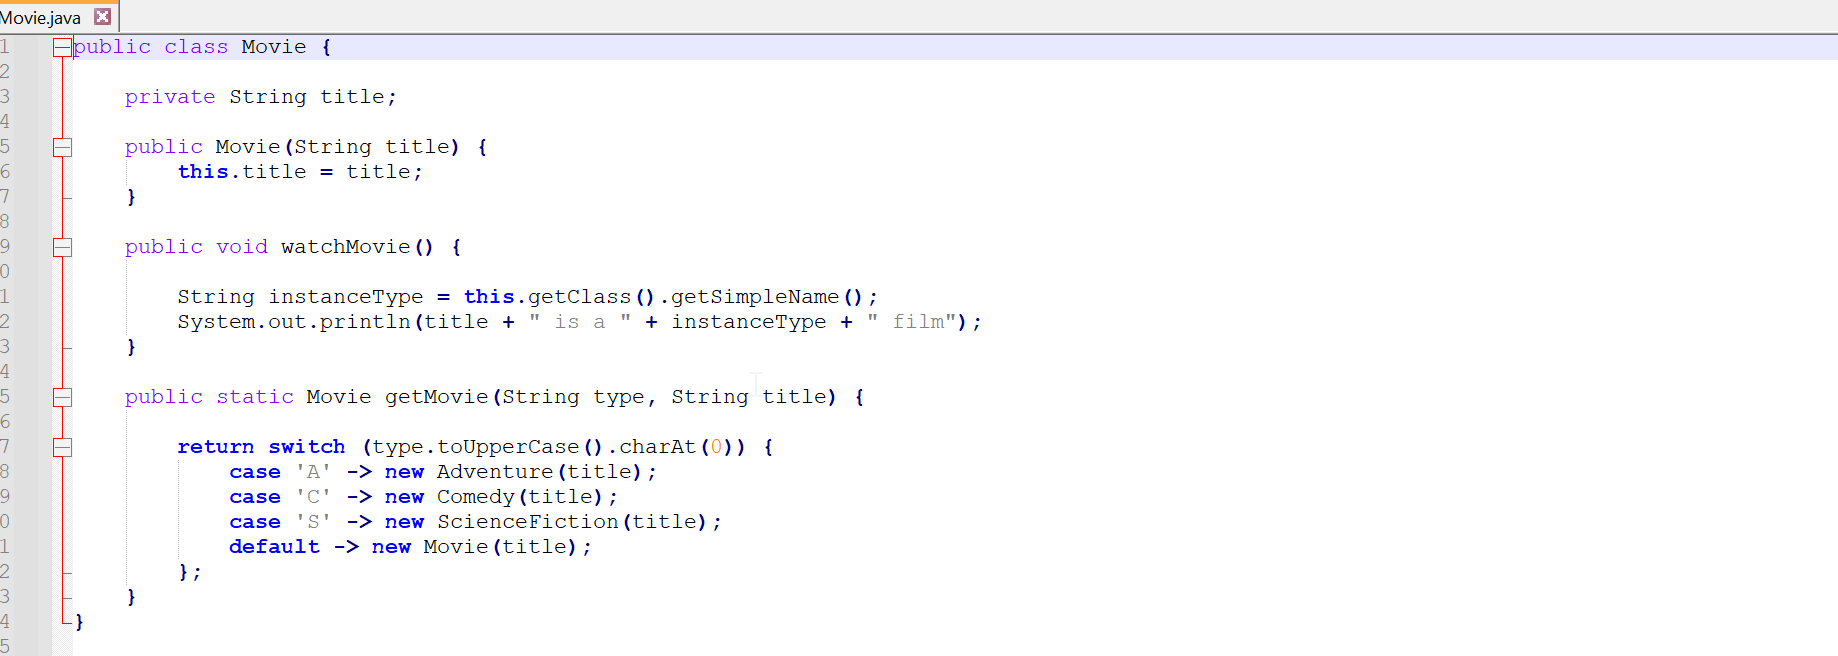 Movie.java
1 public class Movie {
2
3 private String title;
4
5 public Movie(String title) {
6 this.title = title;
7 }
8
9 public void watchMovie() {
0
1 String instanceType = this.getClass().getSimpleName();
2 System.out.println(title + " is a " + instanceType + " film");
3 }
4
5 public static Movie getMovie(String type, String title) {
6
7 return switch (type.toUpperCase().charAt(0)) {
8 case 'A' -> new Adventure(title);
9 case 'C' -> new Comedy(title);
0 case 'S' -> new ScienceFiction(title);
1 default -> new Movie(title);
2 };
3 }
4 }
5